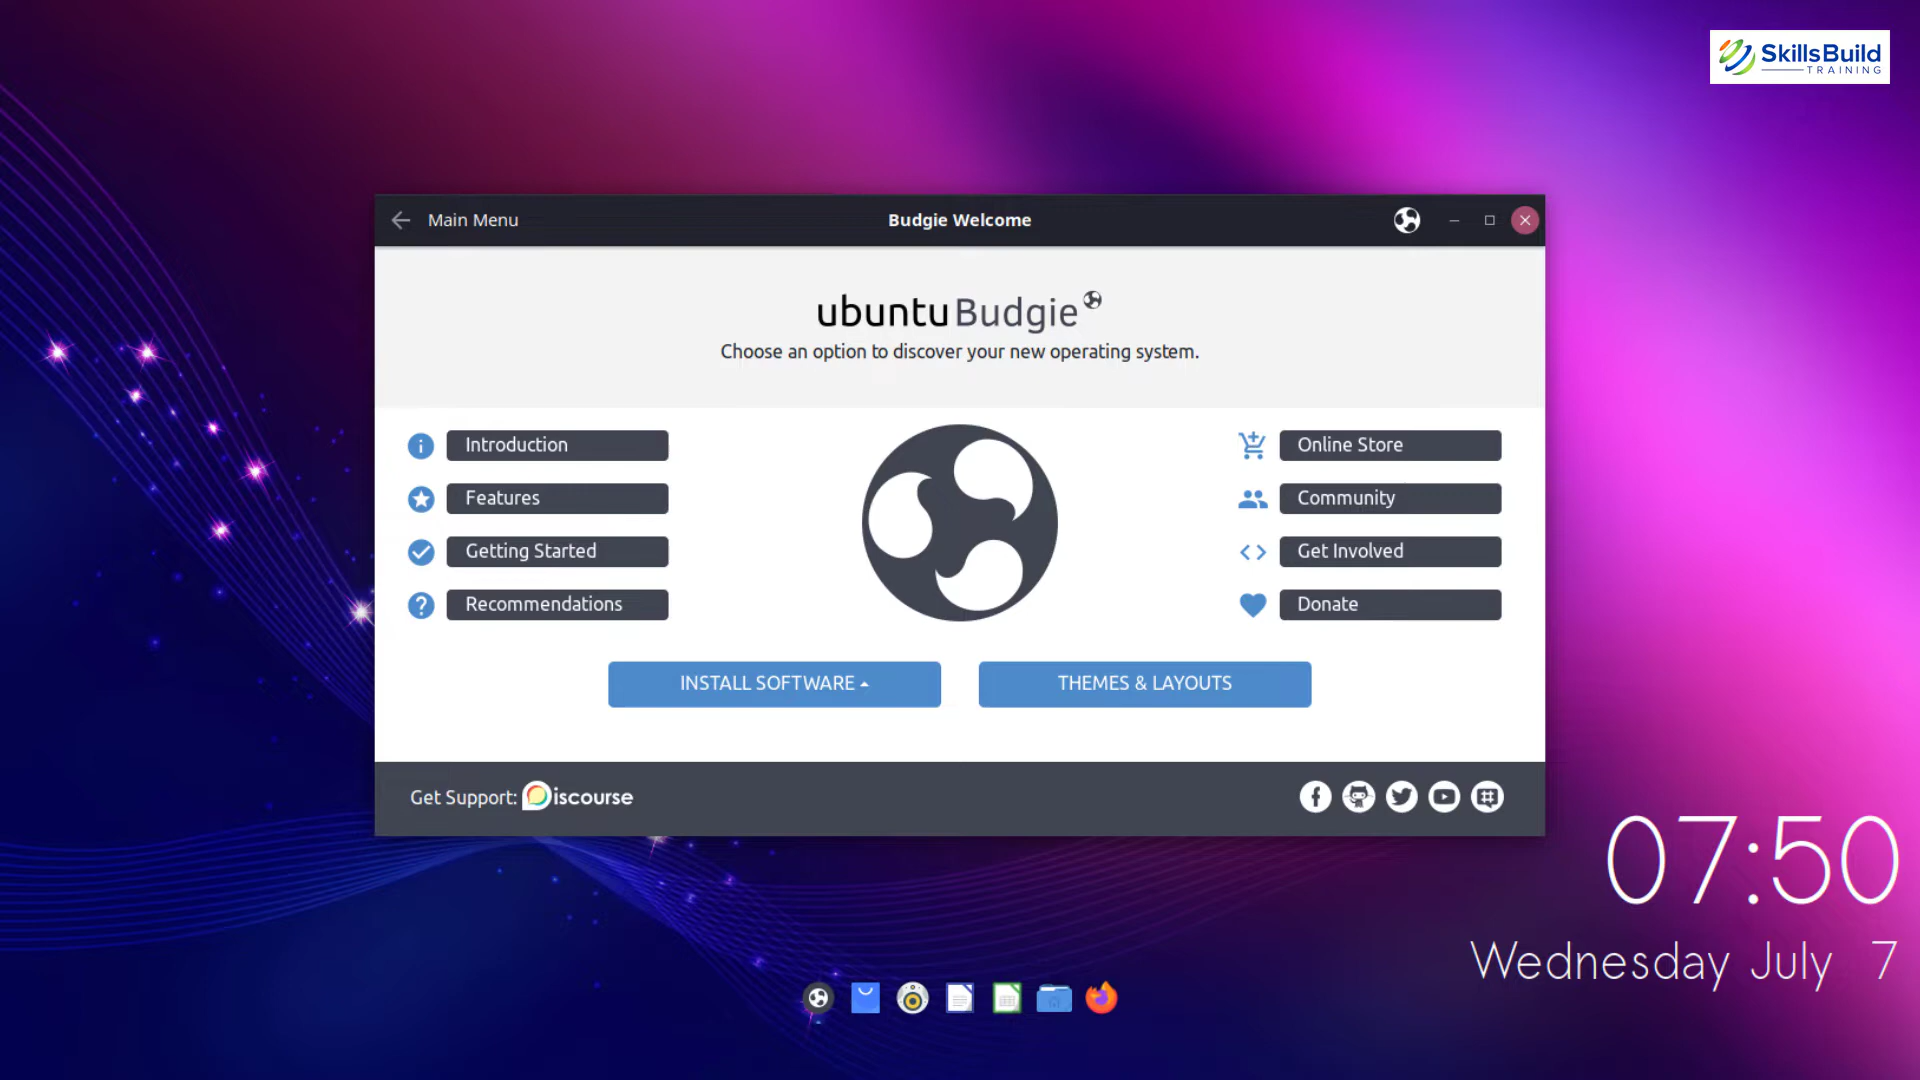 SkillsBuild
TRAINING
Main Menu
Budgie Welcome
ubuntu Budgie
Choose an option to discover your new operating system.
Introduction
Features
Getting Started
Recommendations
Online Store
Community
Get Involved
Donate
INSTALL SOFTWARE
THEMES & LAYOUTS
Get Support: Discourse
07:50
Wednesday July 7